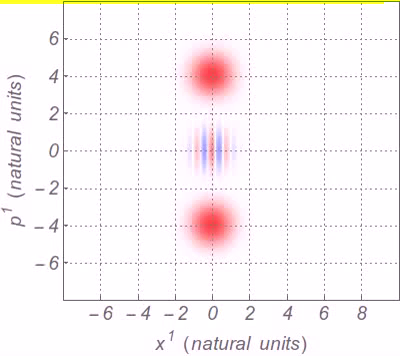 6
4
2
0
−2
−4
−6
p¹ (natural units)
−6 −4 −2 0 2 4 6 8
x¹ (natural units)